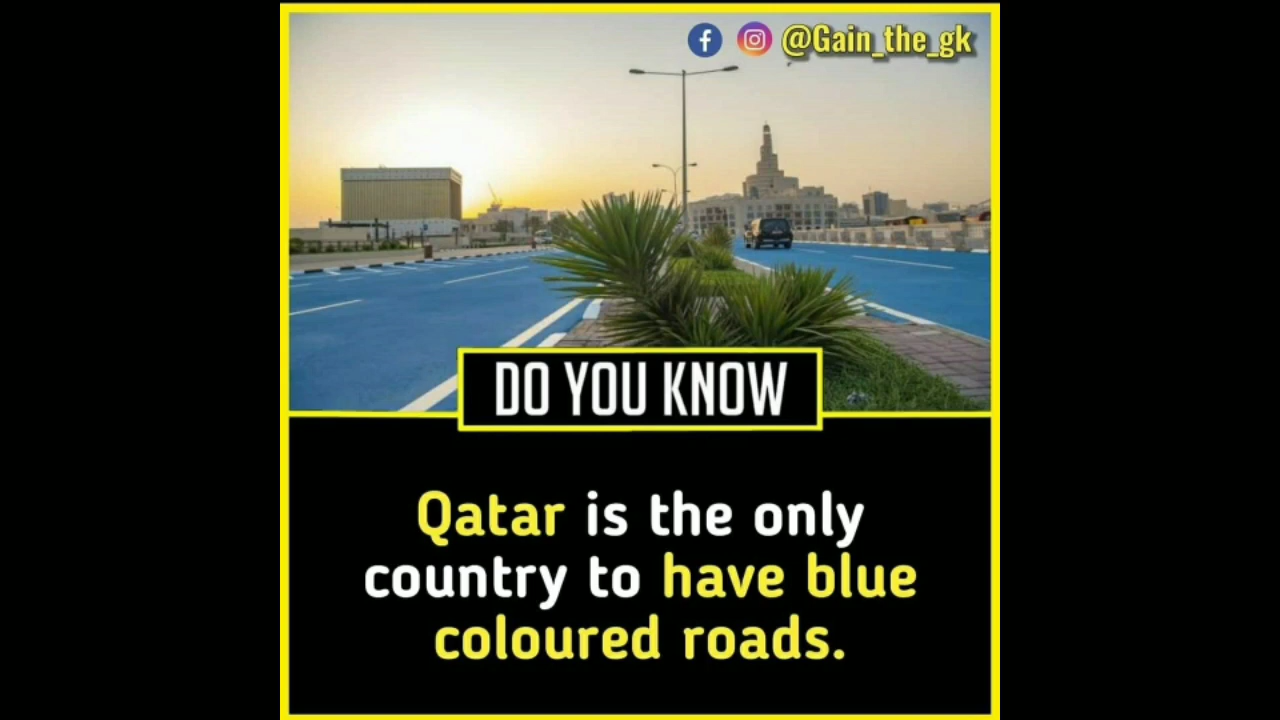 @Gain_the_gk
DO YOU KNOW
Qatar is the only
country to have blue
coloured roads.